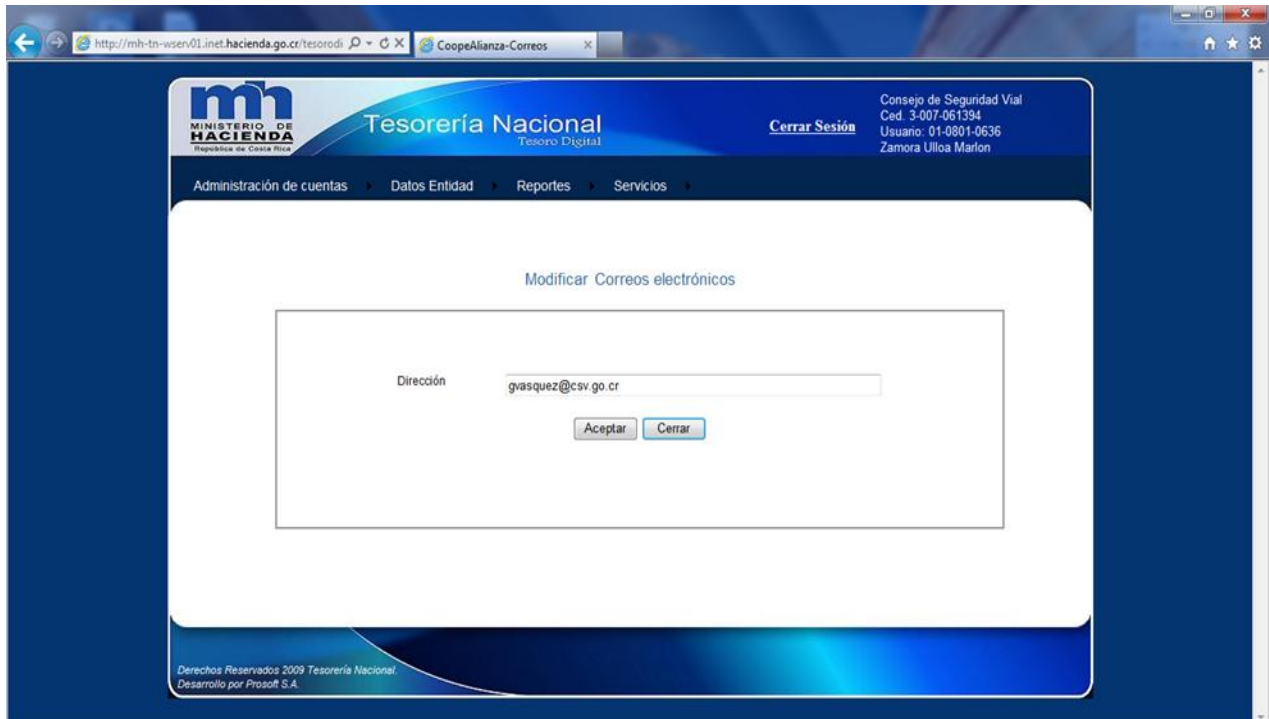 http://mh-tn-wserv01.inet.hacienda.go.cr/tesorodi
CoopeAlianza-Correos
MINISTERIO DE
HACIENDA
República de Costa Rica
Tesorería Nacional
Tesoro Digital
Cerrar Sesión
Consejo de Seguridad Vial
Ced. 3-007-061394
Usuario: 01-0801-0636
Zamora Ulloa Marlon
Administración de cuentas Datos Entidad Reportes Servicios
Modificar Correos electrónicos
Dirección gvasquez@csv.go.cr
Aceptar Cerrar
Derechos Reservados 2009 Tesorería Nacional.
Desarrollo por Prosoft S.A.